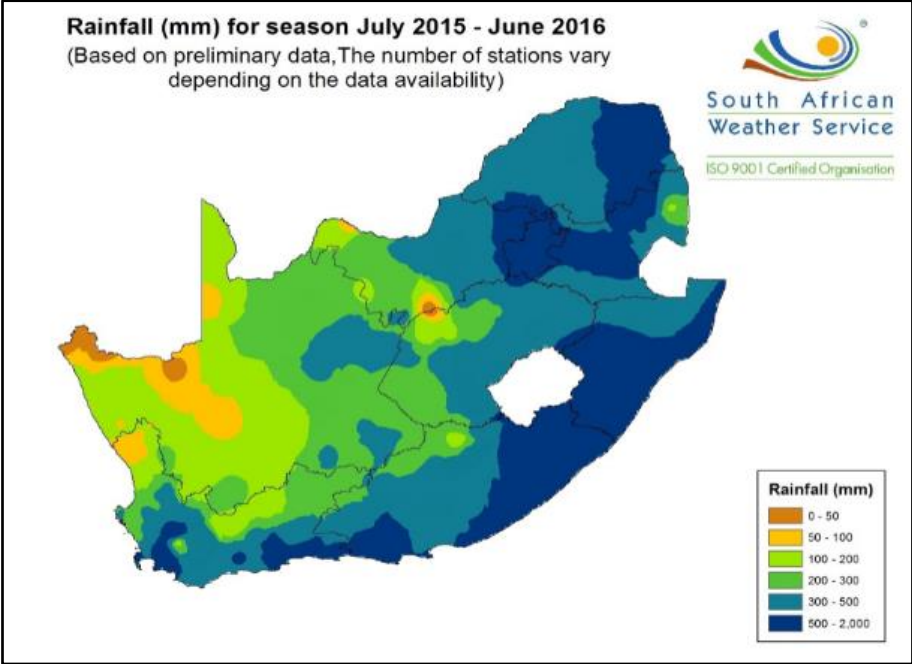 Rainfall (mm) for season July 2015 - June 2016
(Based on preliminary data,The number of stations vary
depending on the data availability)
®
South African
Weather Service
ISO 9001 Certified Organisation
Rainfall (mm)
0 - 50
50 - 100
100 - 200
200 - 300
300 - 500
500 - 2,000